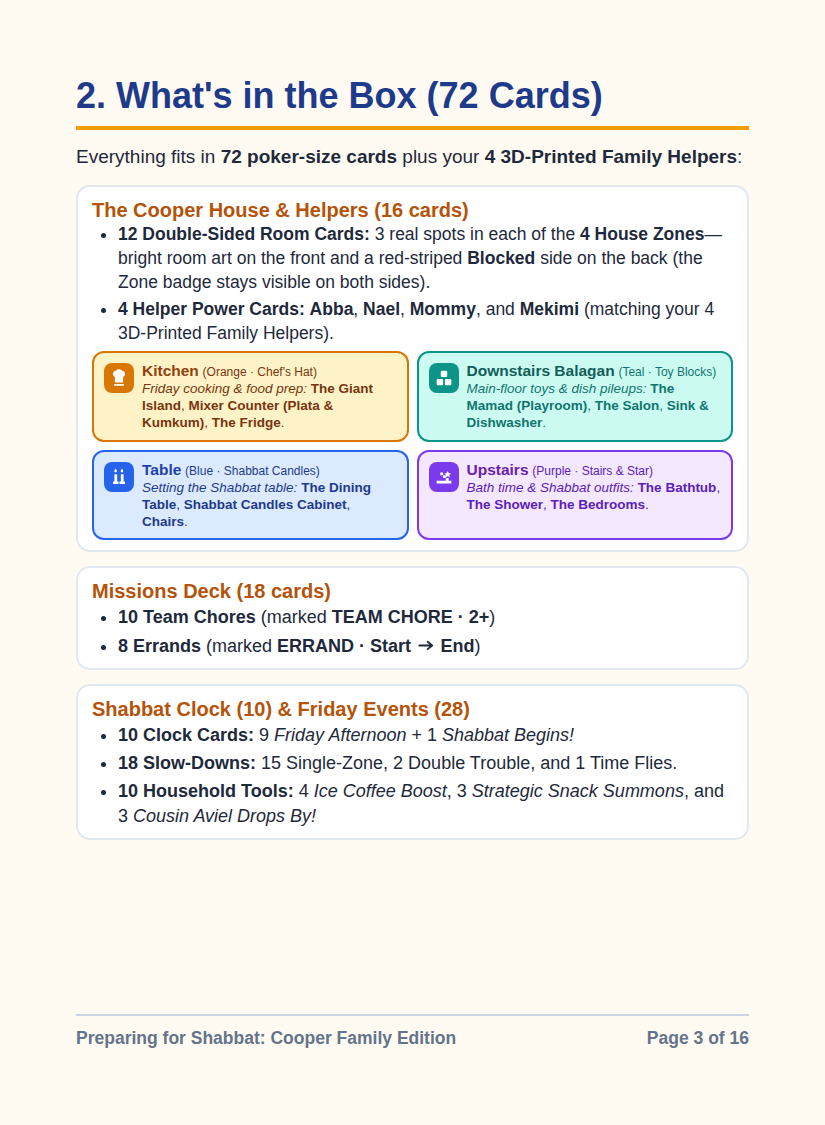 2. What's in the Box (72 Cards)
Everything fits in 72 poker-size cards plus your 4 3D-Printed Family Helpers:
The Cooper House & Helpers (16 cards)
• 12 Double-Sided Room Cards: 3 real spots in each of the 4 House Zones—
bright room art on the front and a red-striped Blocked side on the back (the
Zone badge stays visible on both sides).
• 4 Helper Power Cards: Abba, Nael, Mommy, and Mekimi (matching your 4
3D-Printed Family Helpers).
Kitchen (Orange · Chef's Hat)
Friday cooking & food prep: The Giant
Island, Mixer Counter (Plata &
Kumkum), The Fridge.
Downstairs Balagan (Teal · Toy Blocks)
Main-floor toys & dish pileups: The
Mamad (Playroom), The Salon, Sink &
Dishwasher.
Table (Blue · Shabbat Candles)
Setting the Shabbat table: The Dining
Table, Shabbat Candles Cabinet,
Chairs.
Upstairs (Purple · Stairs & Star)
Bath time & Shabbat outfits: The Bathtub,
The Shower, The Bedrooms.
Missions Deck (18 cards)
• 10 Team Chores (marked TEAM CHORE · 2+)
• 8 Errands (marked ERRAND · Start → End)
Shabbat Clock (10) & Friday Events (28)
• 10 Clock Cards: 9 Friday Afternoon + 1 Shabbat Begins!
• 18 Slow-Downs: 15 Single-Zone, 2 Double Trouble, and 1 Time Flies.
• 10 Household Tools: 4 Ice Coffee Boost, 3 Strategic Snack Summons, and
3 Cousin Aviel Drops By!
Preparing for Shabbat: Cooper Family Edition
Page 3 of 16